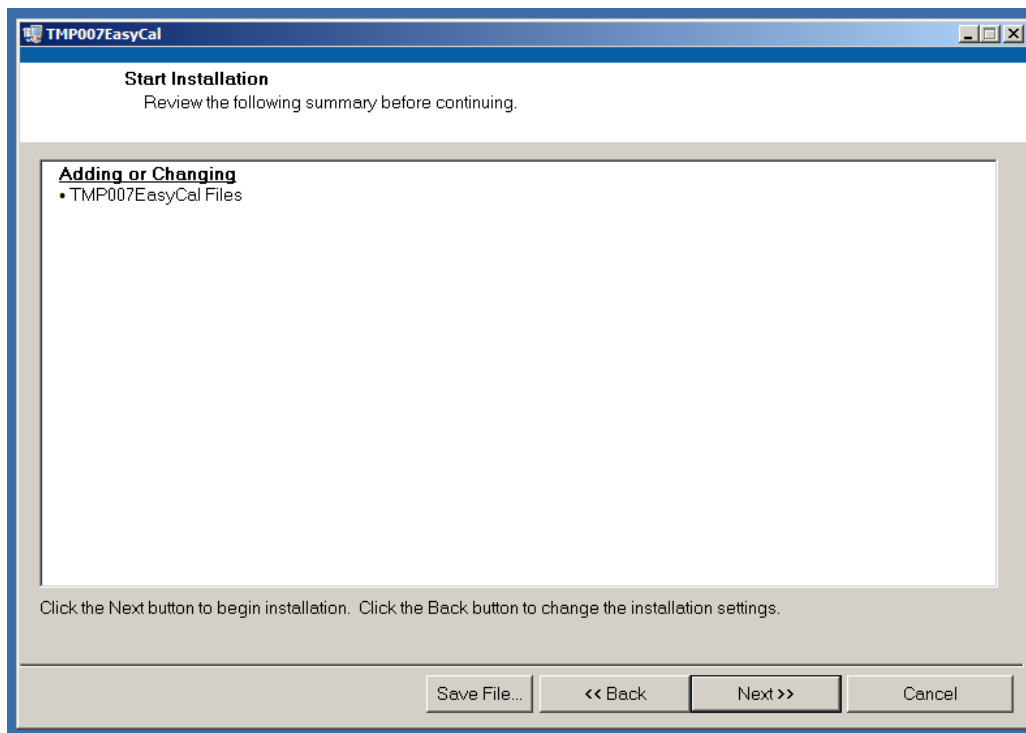 TMP007EasyCal
Start Installation
Review the following summary before continuing.
Adding or Changing
• TMP007EasyCal Files
Click the Next button to begin installation. Click the Back button to change the installation settings.
Save File... << Back Next >> Cancel